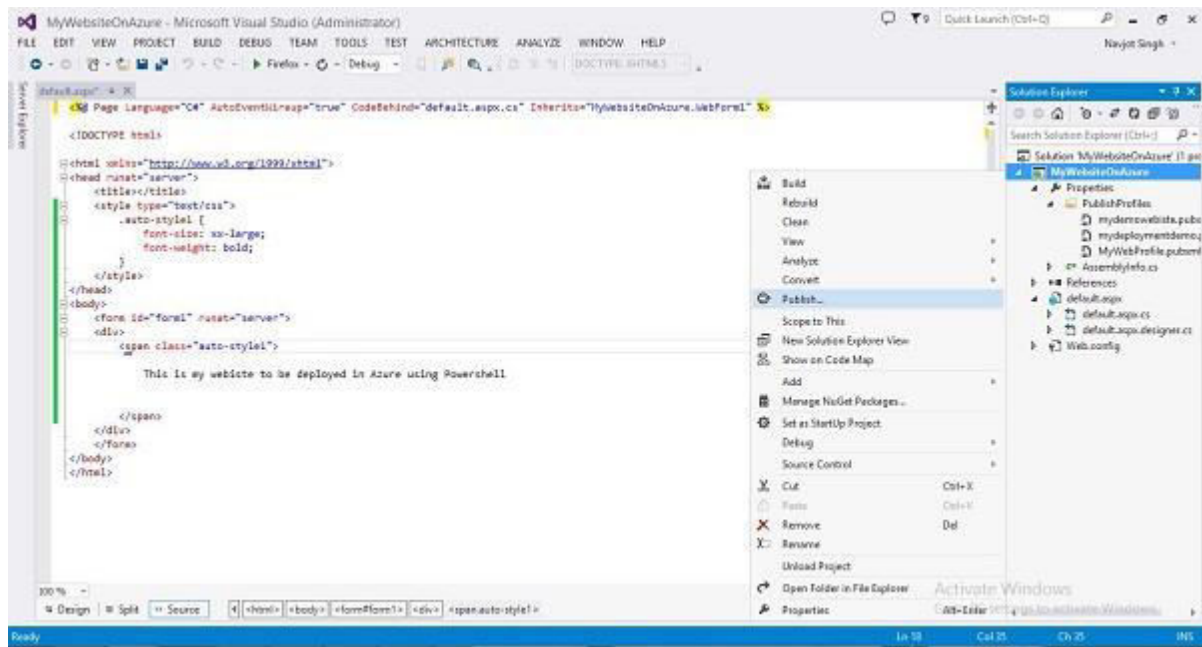 MyWebsiteOnAzure - Microsoft Visual Studio (Administrator)
Quick Launch (Ctrl+Q)
FILE EDIT VIEW PROJECT BUILD DEBUG TEAM TOOLS TEST ARCHITECTURE ANALYZE WINDOW HELP
Navjot Singh
Firefox
Debug
Server Explorer
default.aspx*
<%@ Page Language="C#" AutoEventWireup="true" CodeBehind="default.aspx.cs" Inherits="MyWebsiteOnAzure.WebForm1" %>
<!DOCTYPE html>
<html xmlns="http://www.w3.org/1999/xhtml">
<head runat="server">
<title></title>
<style type="text/css">
.auto-style1 {
font-size: xx-large;
font-weight: bold;
}
</style>
</head>
<body>
<form id="form1" runat="server">
<div>
<span class="auto-style1">
This is my webiste to be deployed in Azure using Powershell
</span>
</div>
</form>
</body>
</html>
100 %
Design Split Source <html> <body> <form#form1> <div> <span.auto-style1>
Build
Rebuild
Clean
View
Analyze
Convert
Publish...
Scope to This
New Solution Explorer View
Show on Code Map
Add
Manage NuGet Packages...
Set as StartUp Project
Debug
Source Control
Cut Ctrl+X
Paste Ctrl+V
Remove Del
Rename
Unload Project
Open Folder in File Explorer
Properties Alt+Enter
Solution Explorer
Search Solution Explorer (Ctrl+;)
Solution 'MyWebsiteOnAzure' (1
MyWebsiteOnAzure
Properties
PublishProfiles
mydemowebiste.pubx
mydeploymentdemo.p
MyWebProfile.pubxml
AssemblyInfo.cs
References
default.aspx
default.aspx.cs
default.aspx.designer.cs
Web.config
Activate Windows
Ready
Col 35
Ch 35
INS